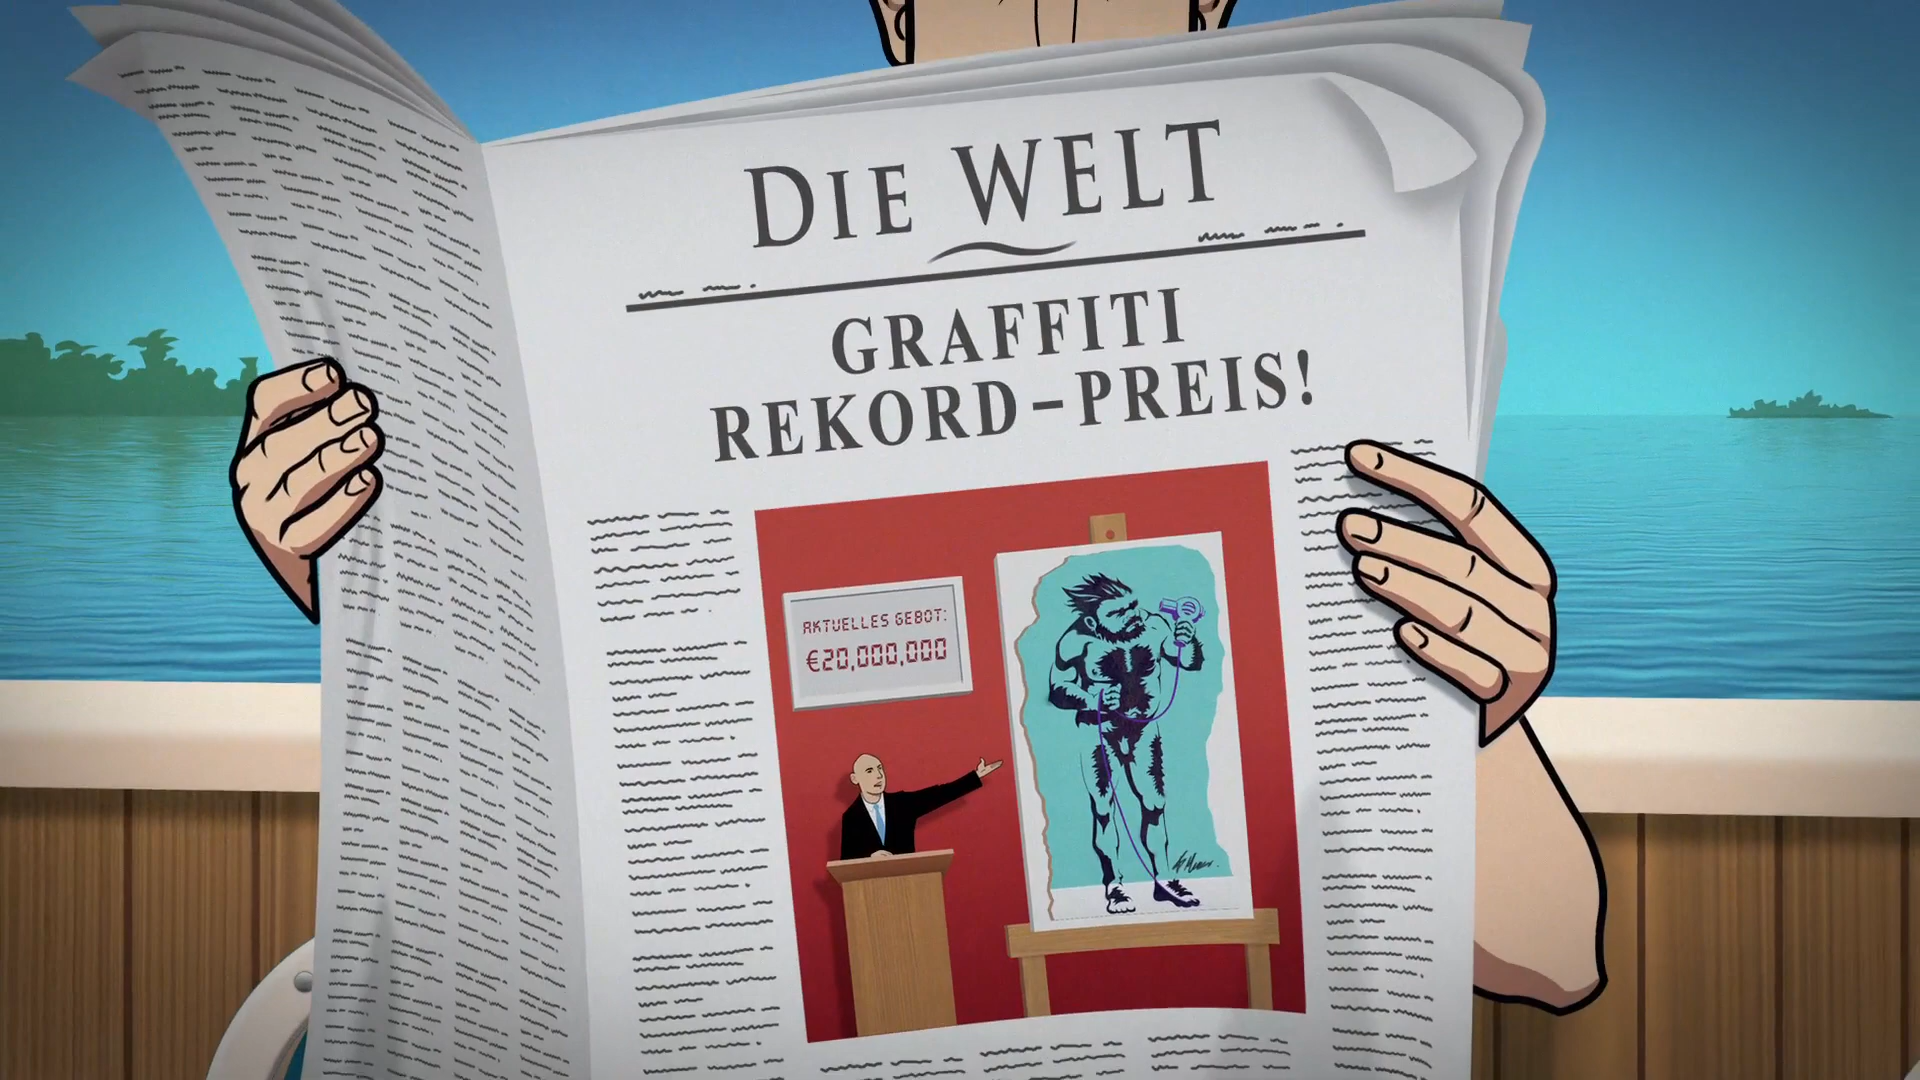 DIE WELT
GRAFFITI
REKORD-PREIS!
AKTUELLES GEBOT:
€20,000,000